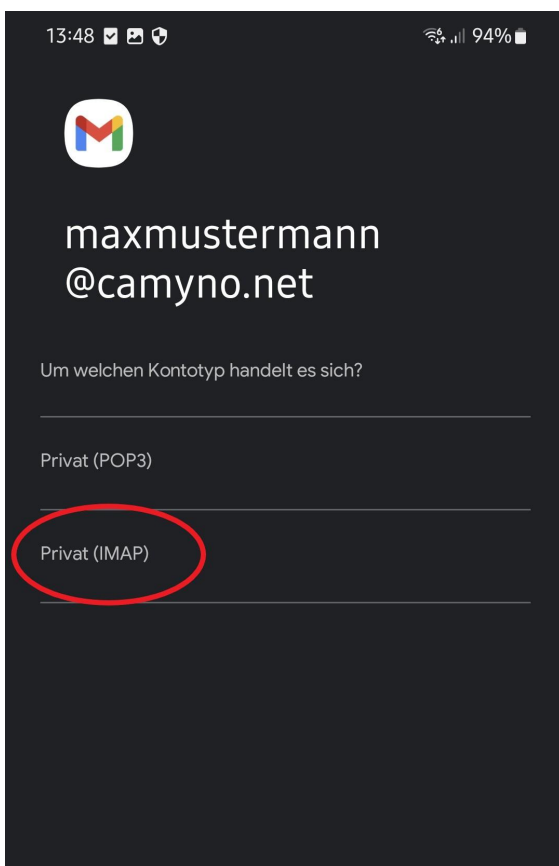 13:48 94%
maxmustermann
@camyno.net
Um welchen Kontotyp handelt es sich?
Privat (POP3)
Privat (IMAP)